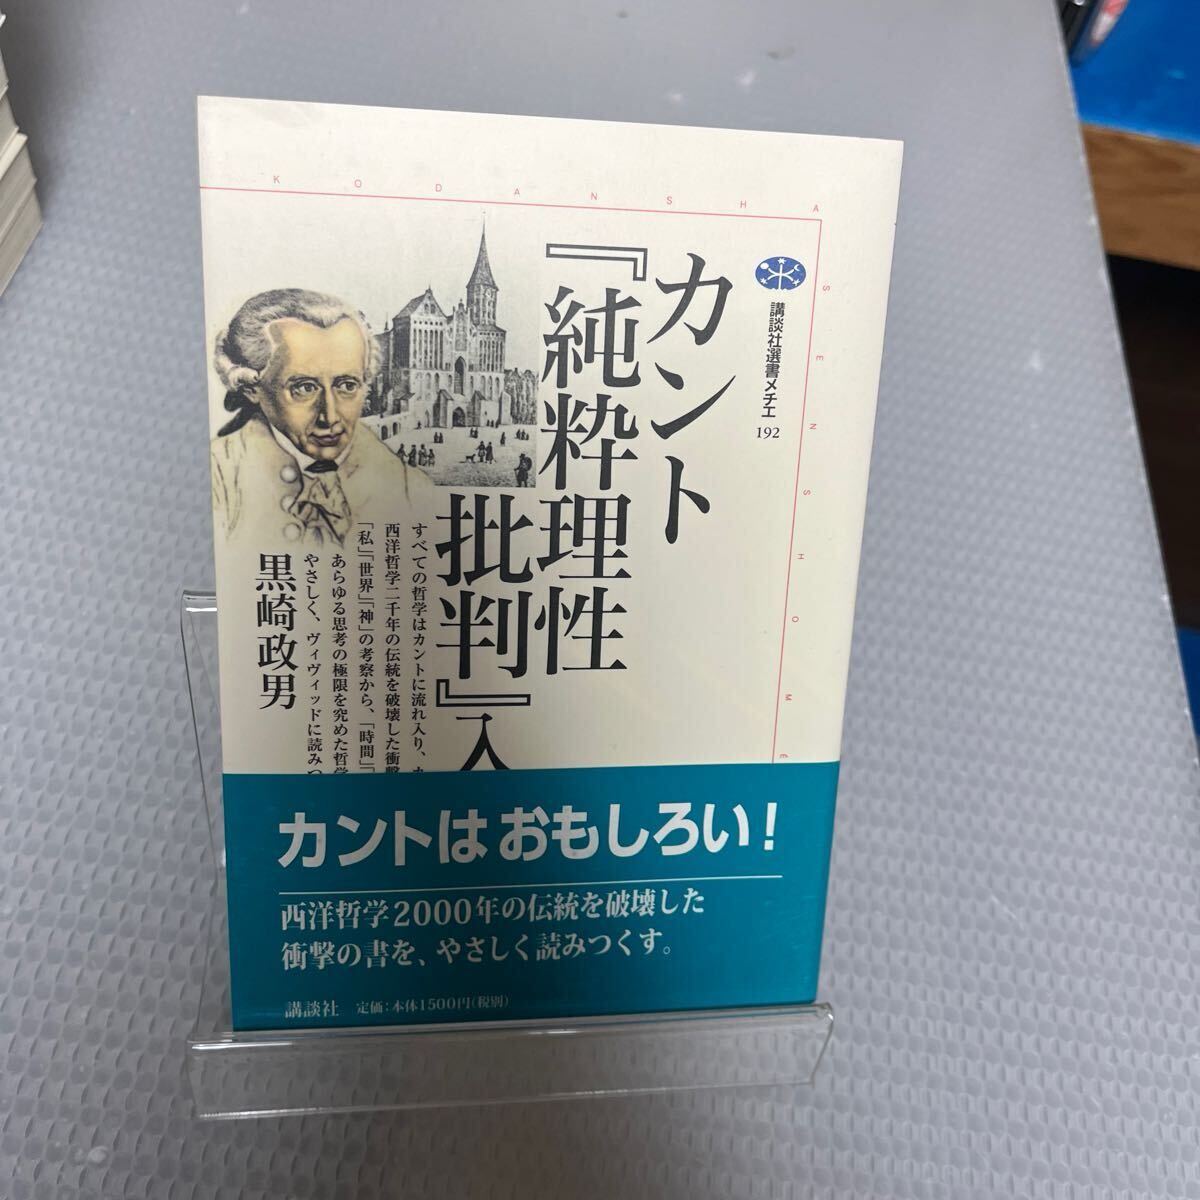 KODANSHA
SENSHO MÉ
講談社選書メチエ
192
カント
『純粋理性
批判』入
すべての哲学はカントに流れ入り、カ
西洋哲学二千年の伝統を破壊した衝撃
「私」「世界」「神」の考察から、「時間」「
あらゆる思考の極限を究めた哲学
やさしく、ヴィヴィッドに読みつ
黒崎政男
カントはおもしろい!
西洋哲学2000年の伝統を破壊した
衝撃の書を、やさしく読みつくす。
講談社 定価:本体1500円(税別)